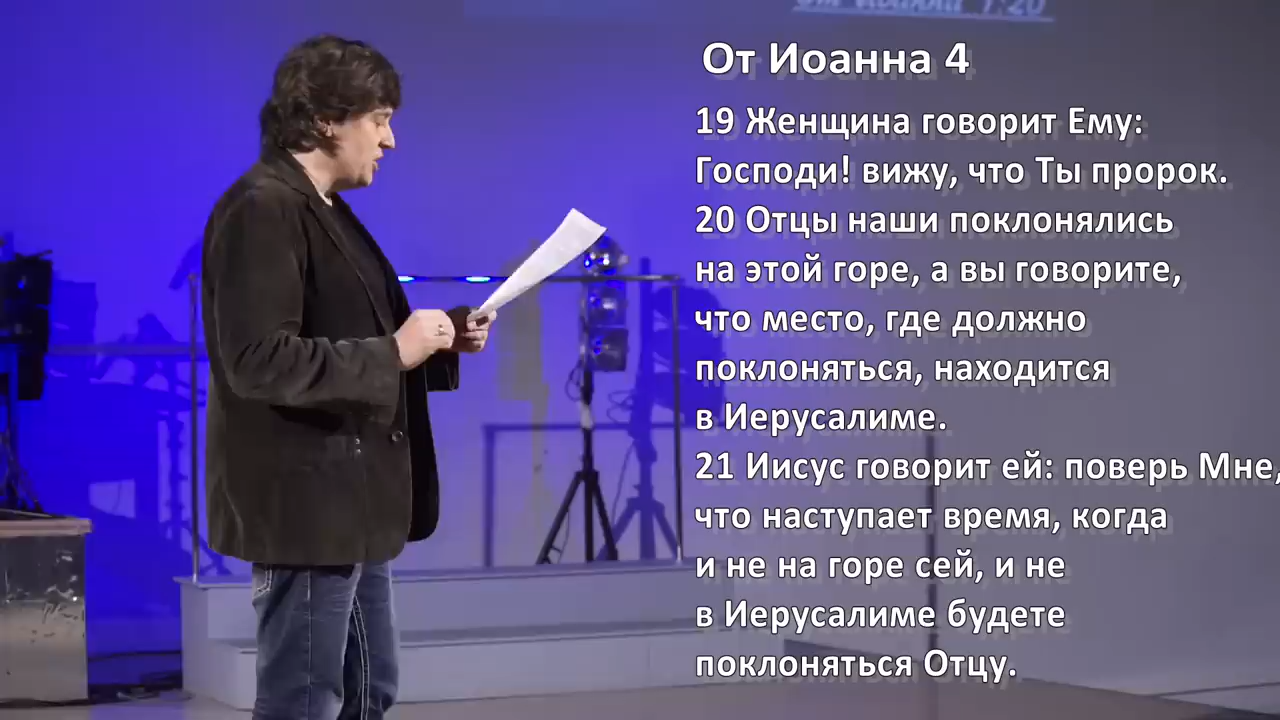 От Иоанна 4
19 Женщина говорит Ему:
Господи! вижу, что Ты пророк.
20 Отцы наши поклонялись
на этой горе, а вы говорите,
что место, где должно
поклоняться, находится
в Иерусалиме.
21 Иисус говорит ей: поверь Мне,
что наступает время, когда
и не на горе сей, и не
в Иерусалиме будете
поклоняться Отцу.